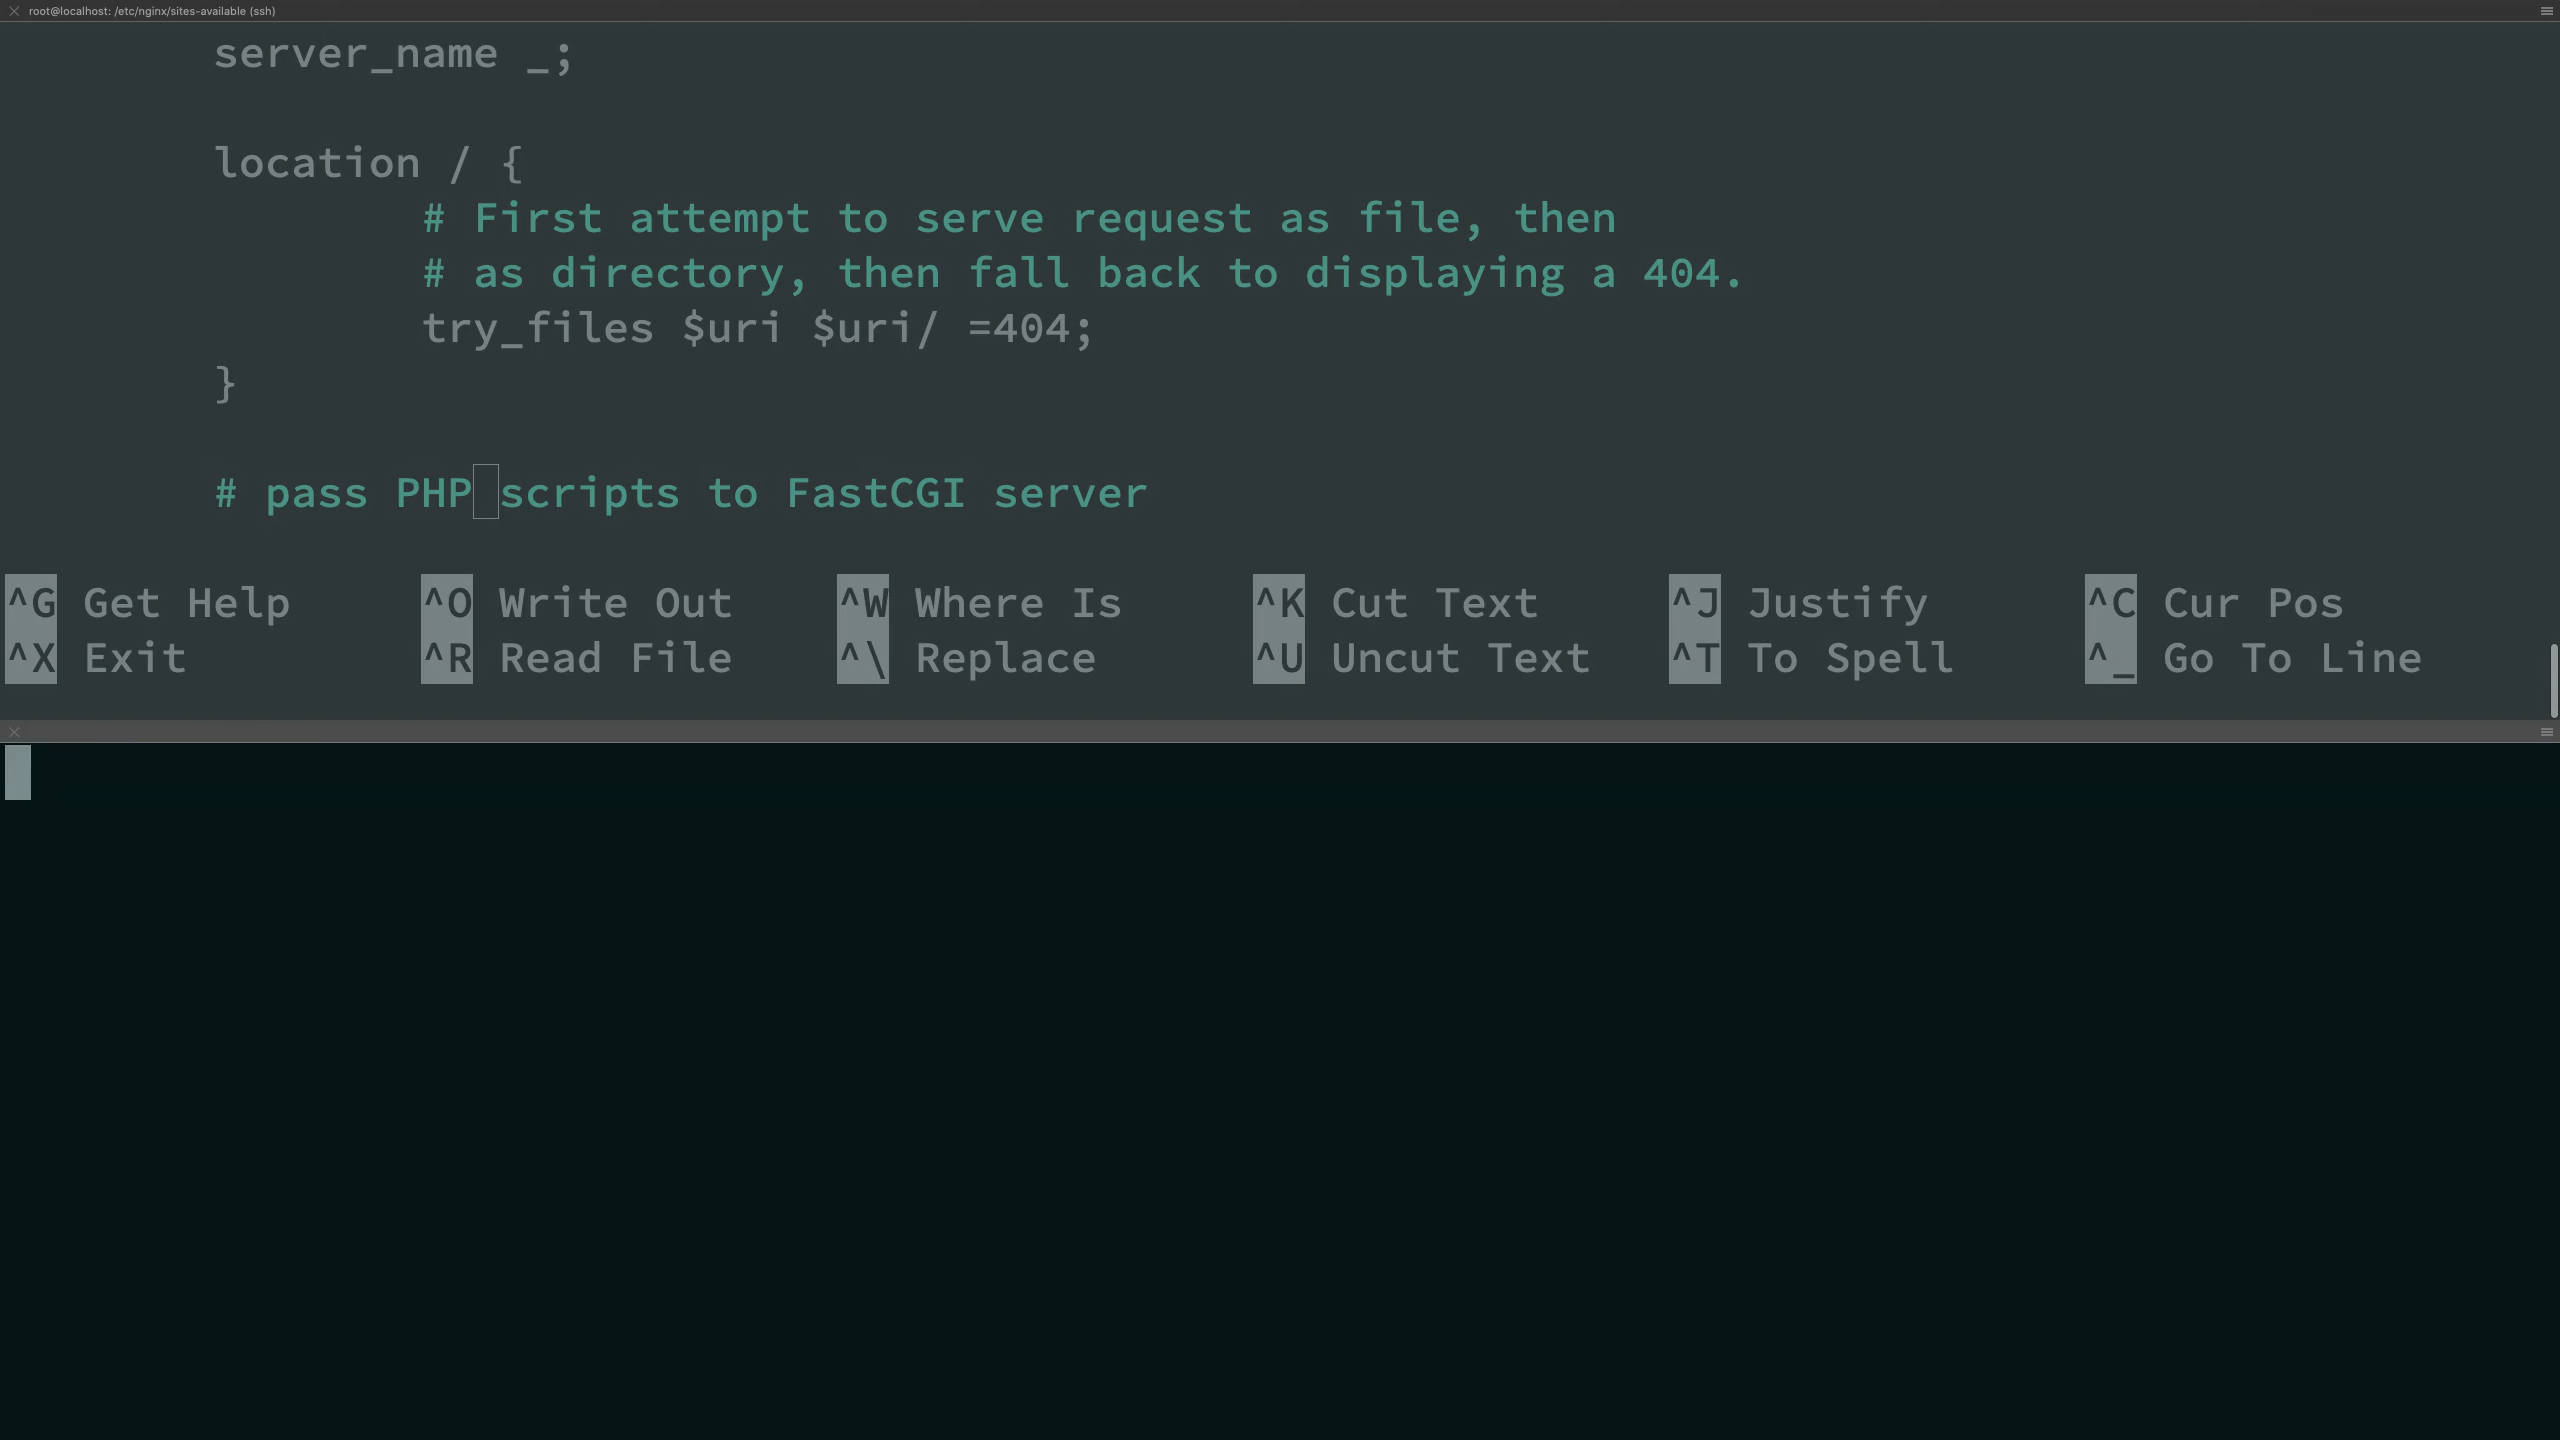 root@localhost: /etc/nginx/sites-available (ssh)
server_name _;
location / {
# First attempt to serve request as file, then
# as directory, then fall back to displaying a 404.
try_files $uri $uri/ =404;
}
# pass PHP scripts to FastCGI server
^G Get Help ^O Write Out ^W Where Is ^K Cut Text ^J Justify ^C Cur Pos
^X Exit ^R Read File ^\ Replace ^U Uncut Text ^T To Spell ^_ Go To Line